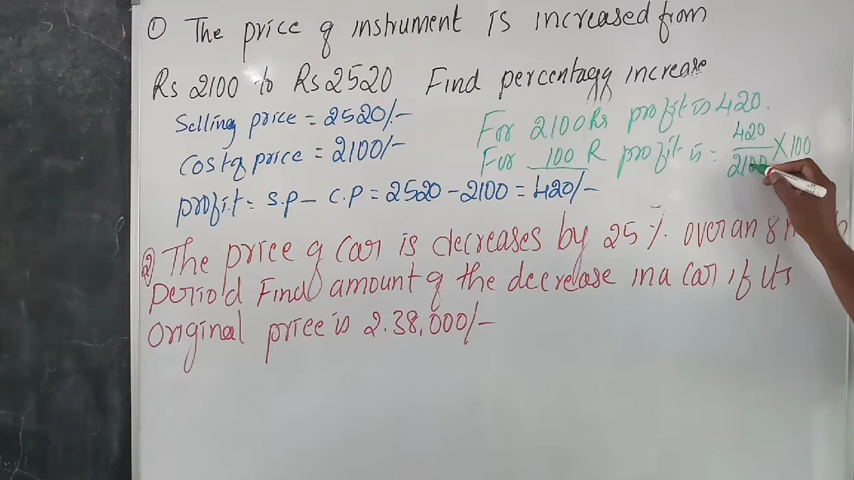 ① The price of instrument is increased from
Rs 2100 to Rs 2520 Find percentagg increase
Selling price = 2520/-
Cost of price = 2100/-
profit = S.P - C.P = 2520 - 2100 = 420/-
For 2100 Rs profit is 420.
For 100 R profit is = 420/2100 × 100
② The price of car is decreases by 25 % over an 8
period Find amount of the decrease in a car if its
Original price is 2.38,000/-